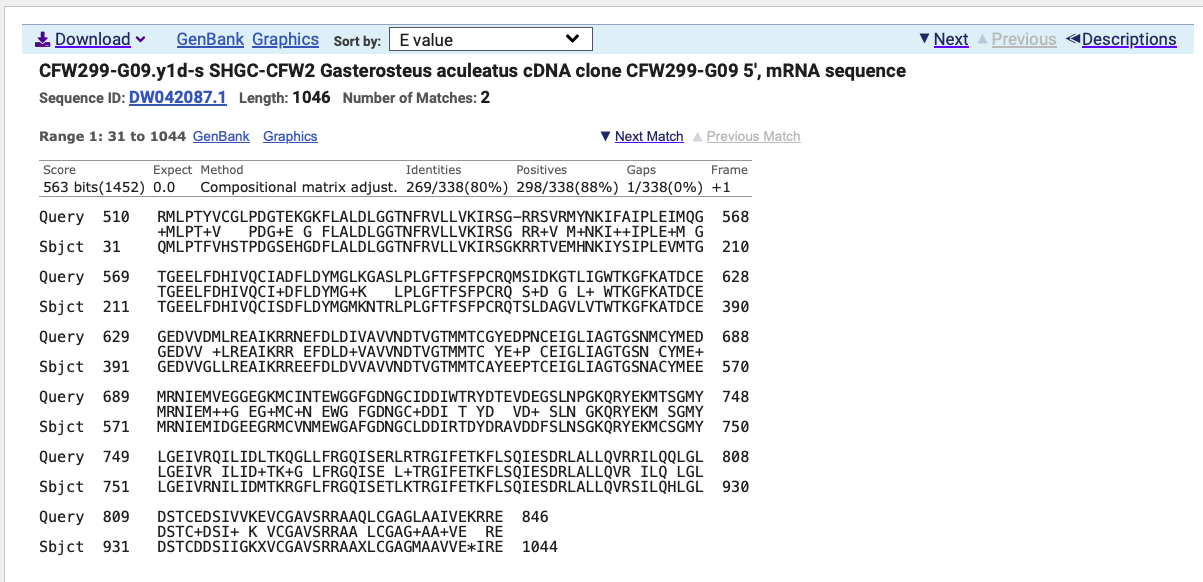 Download GenBank Graphics Sort by: E value Next Previous Descriptions
CFW299-G09.y1d-s SHGC-CFW2 Gasterosteus aculeatus cDNA clone CFW299-G09 5', mRNA sequence
Sequence ID: DW042087.1 Length: 1046 Number of Matches: 2
Range 1: 31 to 1044 GenBank Graphics Next Match Previous Match
Score Expect Method Identities Positives Gaps Frame
563 bits(1452) 0.0 Compositional matrix adjust. 269/338(80%) 298/338(88%) 1/338(0%) +1
Query 510 RMLPTYVCGLPDGTEKGKFLALDLGGTNFRVLLVKIRSG-RRSVRMYNKIFAIPLEIMQG 568
+MLPT+V   PDG+E G FLALDLGGTNFRVLLVKIRSG RR+V M+NKI++IPLE+M G
Sbjct 31 QMLPTFVHSTPDGSEHGDFLALDLGGTNFRVLLVKIRSGKRRTVEMHNKIYSIPLEVMTG 210
Query 569 TGEELFDHIVQCIADFLDYMGLKGASLPLGFTFSFPCRQMSIDKGTLIGWTKGFKATDCE 628
TGEELFDHIVQCI+DFLDYMG+K   LPLGFTFSFPCRQ S+D G L+ WTKGFKATDCE
Sbjct 211 TGEELFDHIVQCISDFLDYMGMKNTRLPLGFTFSFPCRQTSLDAGVLVTWTKGFKATDCE 390
Query 629 GEDVVDMLREAIKRRNEFDLDIVAVVNDTVGTMMTCGYEDPNCEIGLIAGTGSNMCYMED 688
GEDVV +LREAIKRR EFDLD+VAVVNDTVGTMMTC YE+P CEIGLIAGTGSN CYME+
Sbjct 391 GEDVVGLLREAIKRREEFDLDVVAVVNDTVGTMMTCAYEEPTCEIGLIAGTGSNACYMEE 570
Query 689 MRNIEMVEGGEGKMCINTEWGGFGDNGCIDDIWTRYDTEVDEGSLNPGKQRYEKMTSGMY 748
MRNIEM++G EG+MC+N EWG FGDNGC+DDI T YD  VD+ SLN GKQRYEKM SGMY
Sbjct 571 MRNIEMIDGEEGRMCVNMEWGAFGDNGCLDDIRTDYDRAVDDFSLNSGKQRYEKMCSGMY 750
Query 749 LGEIVRQILIDLTKQGLLFRGQISERLRTRGIFETKFLSQIESDRLALLQVRRILQQLGL 808
LGEIVR ILID+TK+G LFRGQISE L+TRGIFETKFLSQIESDRLALLQVR ILQ LGL
Sbjct 751 LGEIVRNILIDMTKRGFLFRGQISETLKTRGIFETKFLSQIESDRLALLQVRSILQHLGL 930
Query 809 DSTCEDSIVVKEVCGAVSRRAAQLCGAGLAAIVEKRRE 846
DSTC+DSI+ K VCGAVSRRAA LCGAG+AA+VE  RE
Sbjct 931 DSTCDDSIIGKXVCGAVSRRAAXLCGAGMAAVVE*IRE 1044